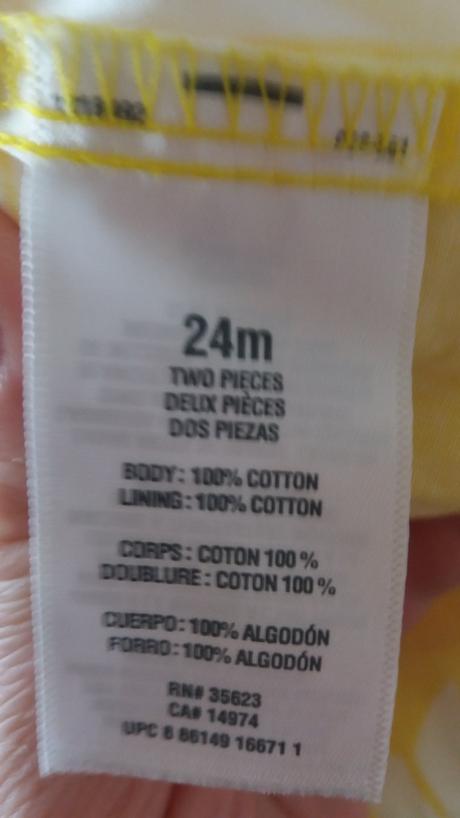 24m
TWO PIECES
DEUX PIÈCES
DOS PIEZAS
BODY: 100% COTTON
LINING: 100% COTTON
CORPS: COTON 100%
DOUBLURE: COTON 100%
CUERPO: 100% ALGODÓN
FORRO: 100% ALGODÓN
RN# 35623
CA# 14974
UPC 8 86149 16671 1